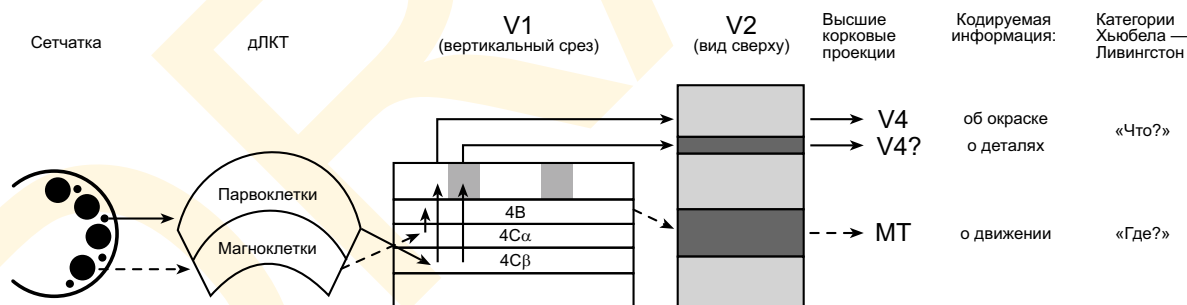 Сетчатка
дЛКТ
V1
(вертикальный срез)
V2
(вид сверху)
Высшие
корковые
проекции
Кодируемая
информация:
Категории
Хьюбела —
Ливингстон
V4
об окраске
V4?
о деталях
«Что?»
Парвоклетки
Магноклетки
4B
4Cα
4Cβ
MT
о движении
«Где?»